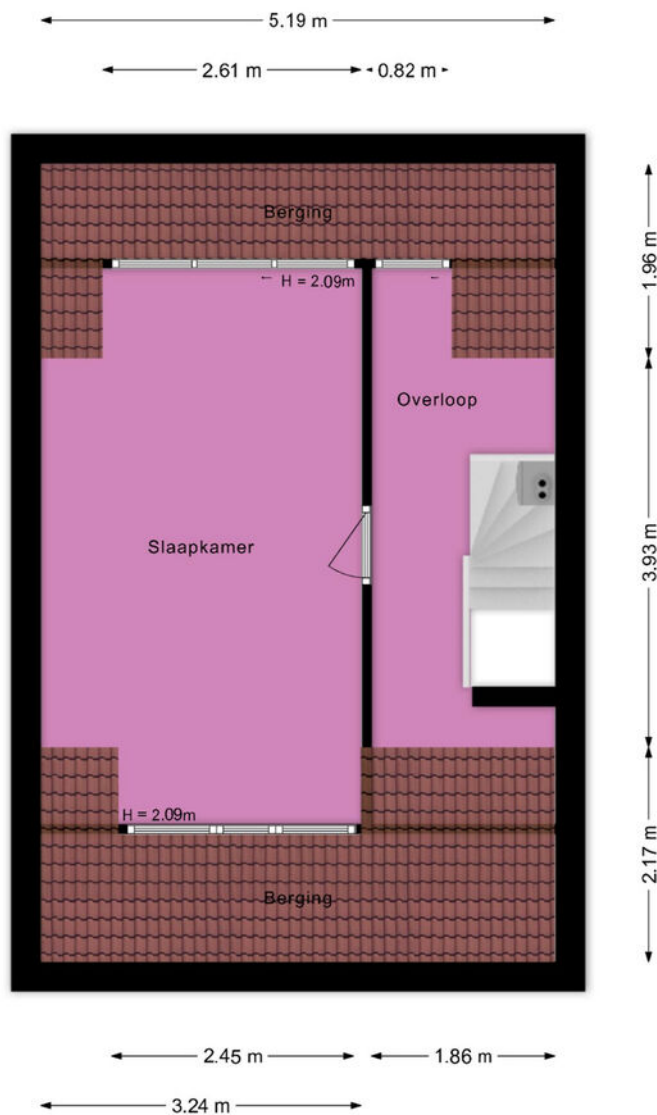 5.19 m
2.61 m
0.82 m
Berging
H = 2.09m
1.96 m
Overloop
Slaapkamer
3.93 m
H = 2.09m
Berging
2.17 m
2.45 m
1.86 m
3.24 m